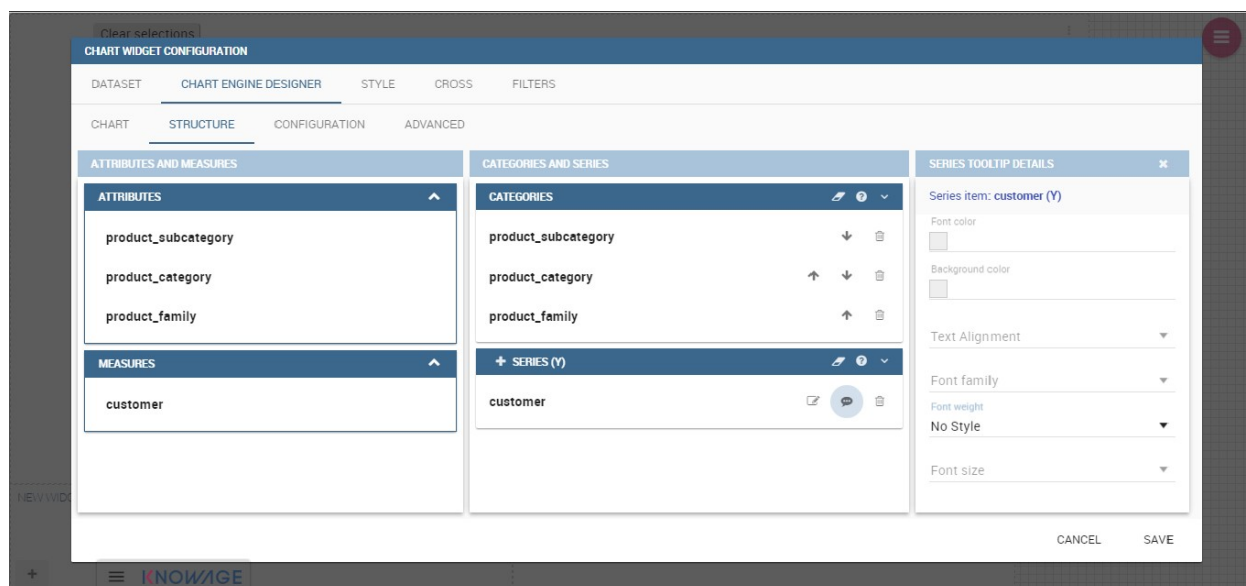 Clear selections
CHART WIDGET CONFIGURATION
DATASET CHART ENGINE DESIGNER STYLE CROSS FILTERS
CHART STRUCTURE CONFIGURATION ADVANCED
ATTRIBUTES AND MEASURES
ATTRIBUTES
product_subcategory
product_category
product_family
MEASURES
customer
CATEGORIES AND SERIES
CATEGORIES
product_subcategory
product_category
product_family
+ SERIES (Y)
customer
SERIES TOOLTIP DETAILS
Series item: customer (Y)
Font color
Background color
Text Alignment
Font family
Font weight
No Style
Font size
CANCEL SAVE
NEW WIDG
+
KNOWAGE